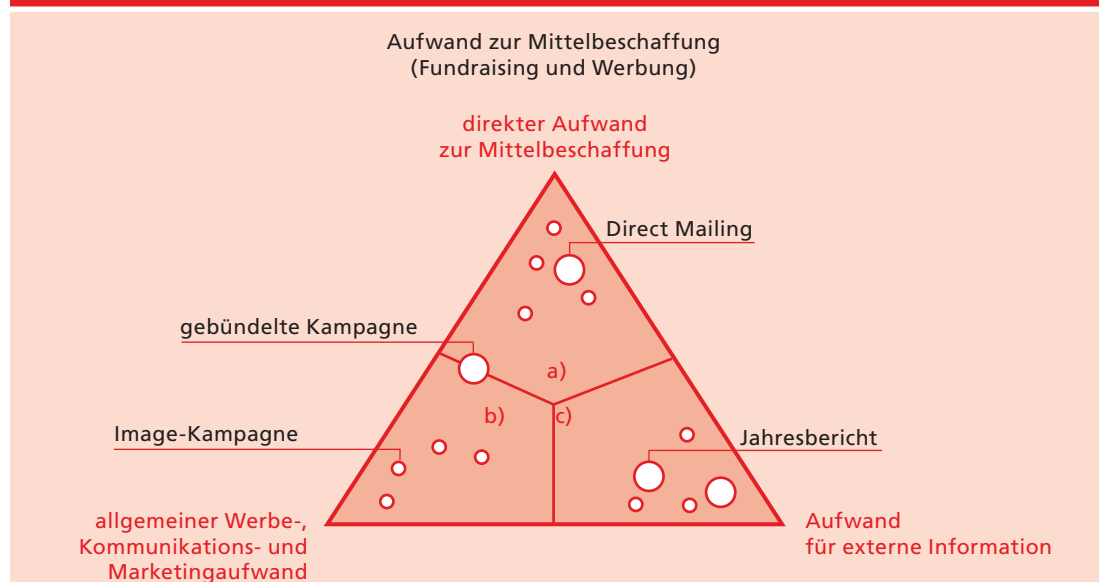 Aufwand zur Mittelbeschaffung
(Fundraising und Werbung)
direkter Aufwand
zur Mittelbeschaffung
Direct Mailing
gebündelte Kampagne
a)
b)
c)
Image-Kampagne
Jahresbericht
allgemeiner Werbe-,
Kommunikations- und
Marketingaufwand
Aufwand
für externe Information